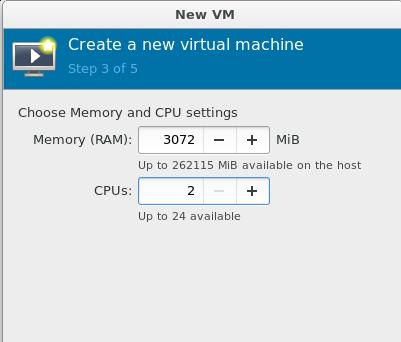 New VM
Create a new virtual machine
Step 3 of 5
Choose Memory and CPU settings
Memory (RAM): 3072 − + MiB
Up to 262115 MiB available on the host
CPUs: 2 − +
Up to 24 available